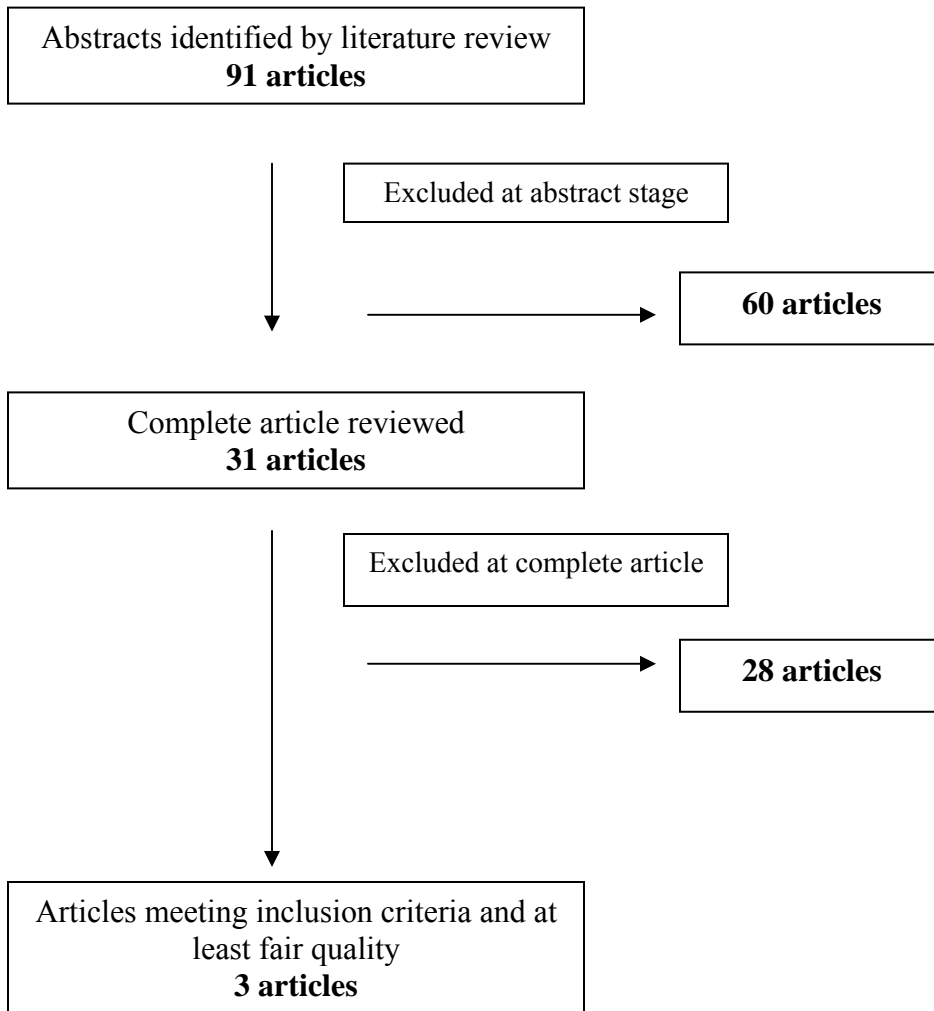 Abstracts identified by literature review
91 articles
Excluded at abstract stage
60 articles
Complete article reviewed
31 articles
Excluded at complete article
28 articles
Articles meeting inclusion criteria and at
least fair quality
3 articles